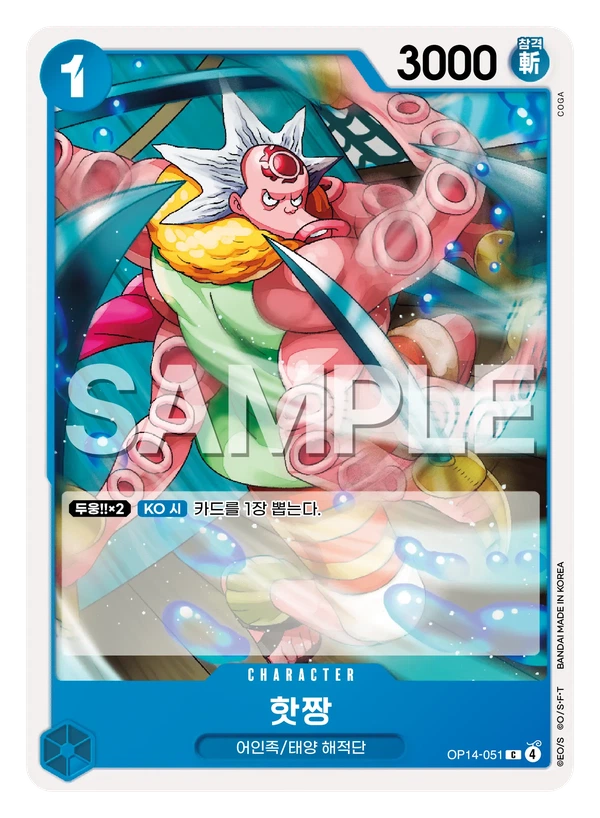 1
3000
참격
斬
COGA
SAMPLE
두웅!!×2 KO 시 카드를 1장 뽑는다.
CHARACTER
핫짱
어인족/태양 해적단
OP14-051 C 4
©EO/S ©O/S·F·T BANDAI MADE IN KOREA